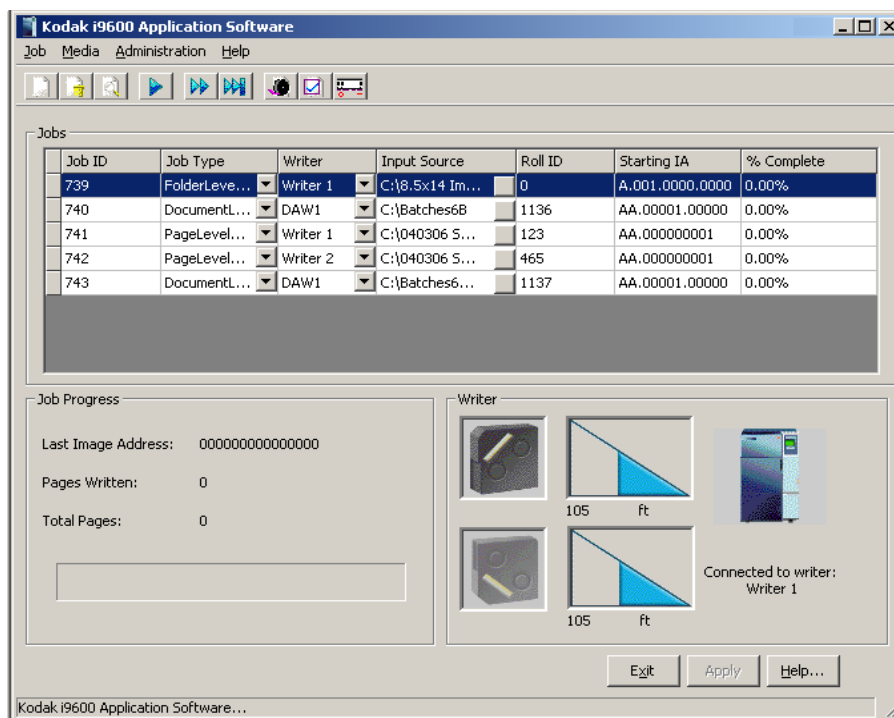 Kodak i9600 Application Software
Job Media Administration Help
Jobs
Job ID Job Type Writer Input Source Roll ID Starting IA % Complete
739 FolderLeve... Writer 1 C:\8.5x14 Im... 0 A.001.0000.0000 0.00%
740 DocumentL... DAW1 C:\Batches6B 1136 AA.00001.00000 0.00%
741 PageLevel... Writer 1 C:\040306 S... 123 AA.000000001 0.00%
742 PageLevel... Writer 2 C:\040306 S... 465 AA.000000001 0.00%
743 DocumentL... DAW1 C:\Batches6... 1137 AA.00001.00000 0.00%
Job Progress
Last Image Address: 000000000000000
Pages Written: 0
Total Pages: 0
Writer
105 ft
105 ft
Connected to writer:
Writer 1
Exit Apply Help...
Kodak i9600 Application Software...